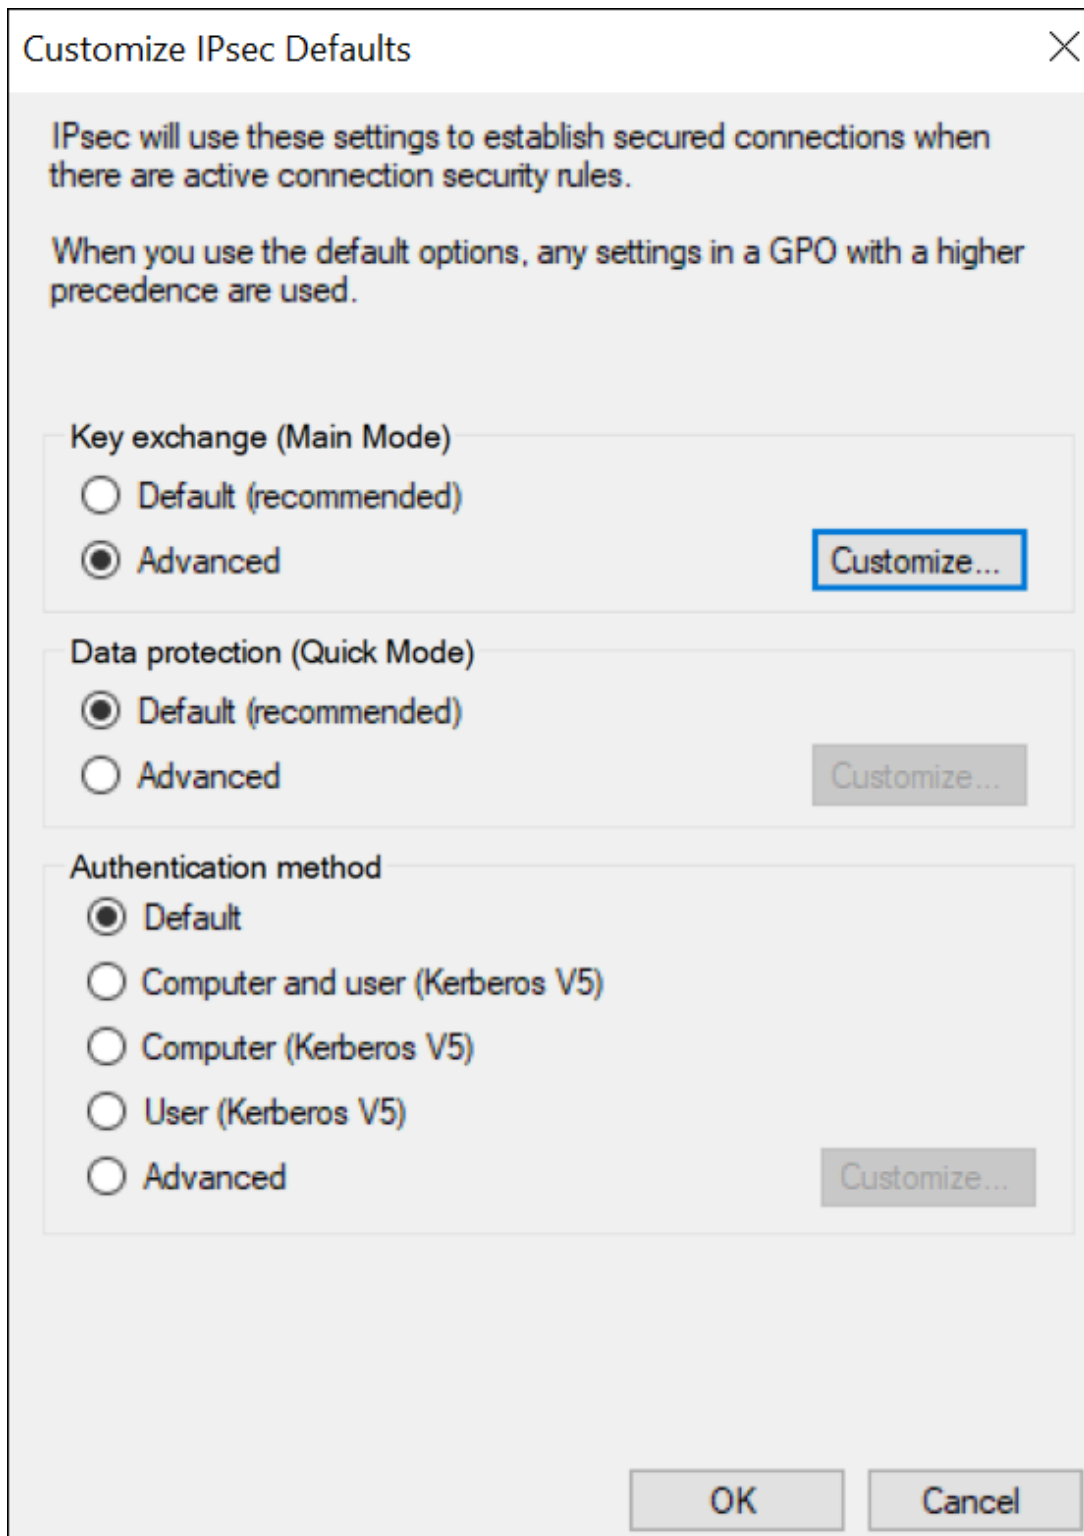 Customize IPsec Defaults
IPsec will use these settings to establish secured connections when
there are active connection security rules.
When you use the default options, any settings in a GPO with a higher
precedence are used.
Key exchange (Main Mode)
Default (recommended)
Advanced
Customize...
Data protection (Quick Mode)
Default (recommended)
Advanced
Customize...
Authentication method
Default
Computer and user (Kerberos V5)
Computer (Kerberos V5)
User (Kerberos V5)
Advanced
Customize...
OK
Cancel